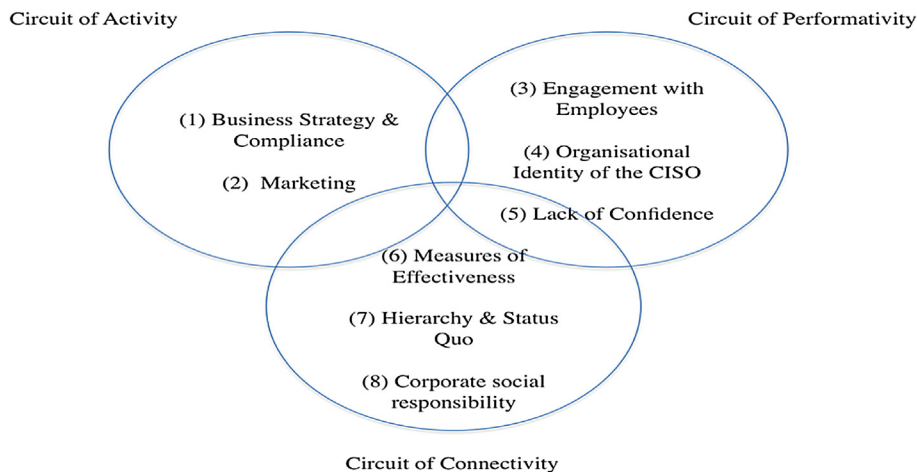 Circuit of Activity
Circuit of Performativity
(1) Business Strategy &
Compliance
(2) Marketing
(3) Engagement with
Employees
(4) Organisational
Identity of the CISO
(5) Lack of Confidence
(6) Measures of
Effectiveness
(7) Hierarchy & Status
Quo
(8) Corporate social
responsibility
Circuit of Connectivity